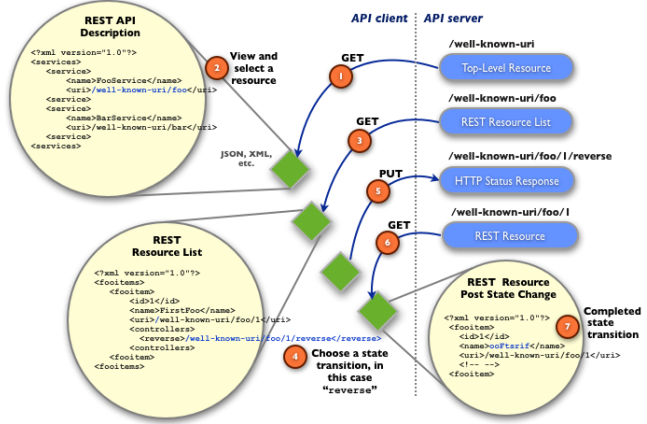 REST API
Description
<?xml version="1.0"?>
<services>
<service>
<name>FooService</name>
<uri>/well-known-uri/foo</uri>
<service>
<service>
<name>BarService</name>
<uri>/well-known-uri/bar</uri>
<service>
<services>
2
View and
select a
resource
JSON, XML,
etc.
API client
API server
GET
1
/well-known-uri
Top-Level Resource
GET
3
/well-known-uri/foo
REST Resource List
PUT
5
/well-known-uri/foo/1/reverse
HTTP Status Response
GET
6
/well-known-uri/foo/1
REST Resource
REST
Resource List
<?xml version="1.0"?>
<fooitems>
<fooitem>
<id>1</id>
<name>FirstFoo</name>
<uri>/well-known-uri/foo/1</uri>
<controllers>
<reverse>/well-known-uri/foo/1/reverse</reverse>
<controllers>
<fooitem>
<fooitems>
4
Choose a state
transition, in
this case
"reverse"
REST Resource
Post State Change
<?xml version="1.0"?>
<fooitem>
<id>1</id>
<name>ooFtsrif</name>
<uri>/well-known-uri/foo/1</uri>
<!-- -->
<fooitem>
7
Completed
state
transition